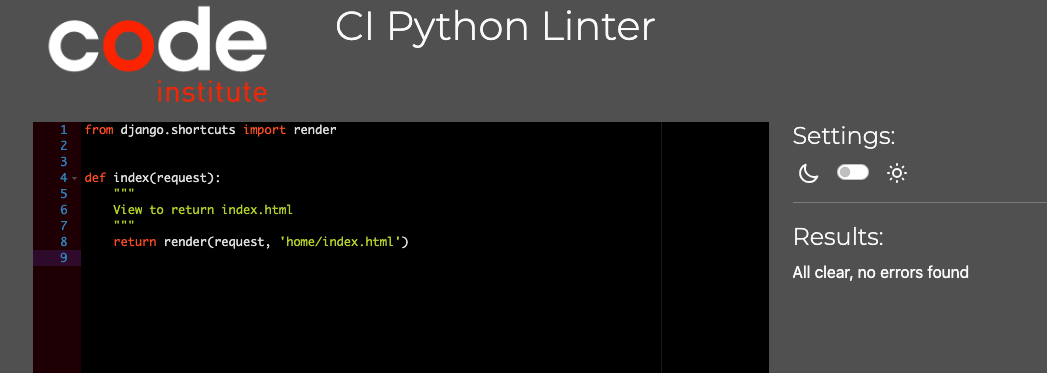 code
institute
CI Python Linter
1 from django.shortcuts import render
2
3
4 def index(request):
5     """
6     View to return index.html
7     """
8     return render(request, 'home/index.html')
9
Settings:
Results:
All clear, no errors found